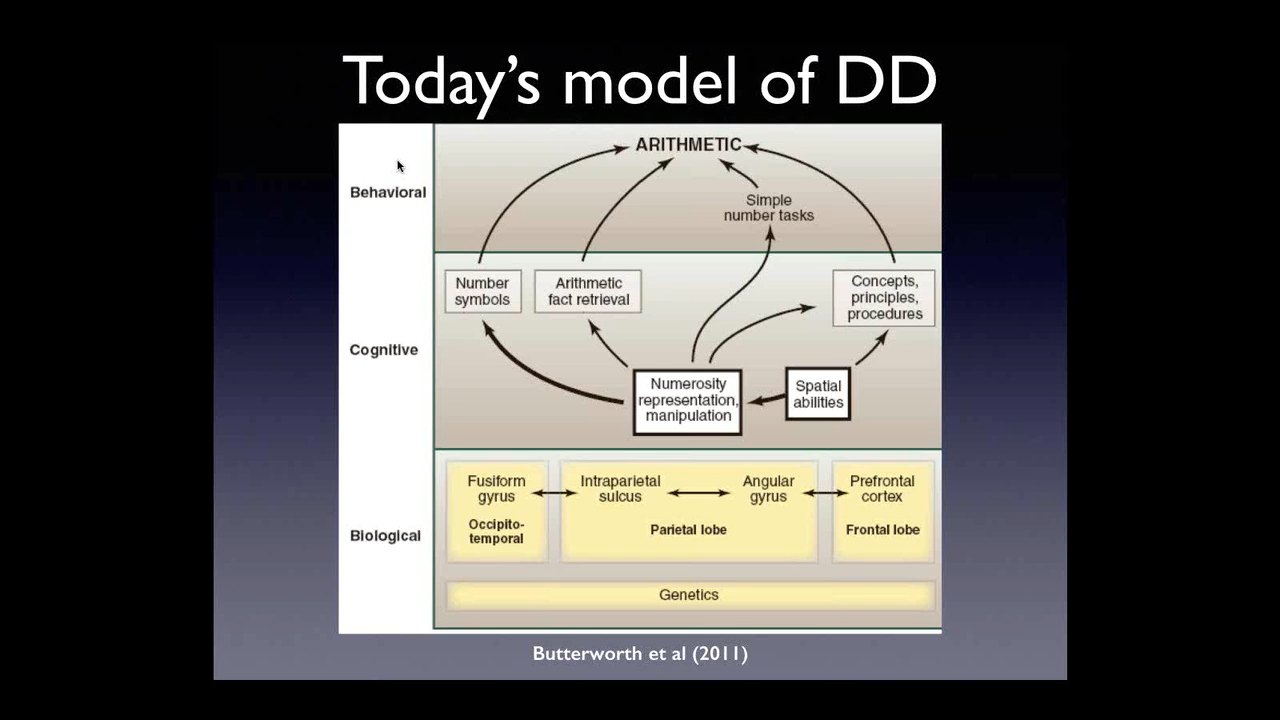 Today's model of DD
Behavioral
ARITHMETIC
Simple
number tasks
Cognitive
Number
symbols
Arithmetic
fact retrieval
Concepts,
principles,
procedures
Numerosity
representation,
manipulation
Spatial
abilities
Biological
Fusiform
gyrus
Occipito-
temporal
Intraparietal
sulcus
Angular
gyrus
Parietal lobe
Prefrontal
cortex
Frontal lobe
Genetics
Butterworth et al (2011)